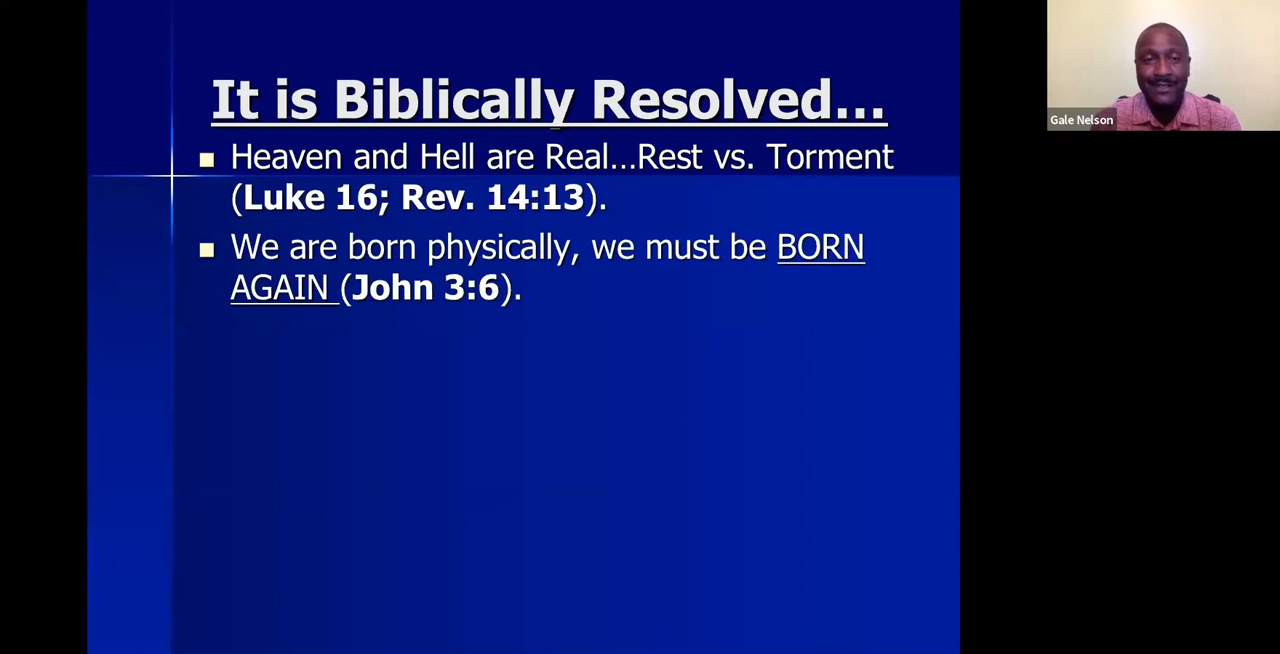 It is Biblically Resolved...
Heaven and Hell are Real...Rest vs. Torment
(Luke 16; Rev. 14:13).
We are born physically, we must be BORN
AGAIN (John 3:6).
Gale Nelson